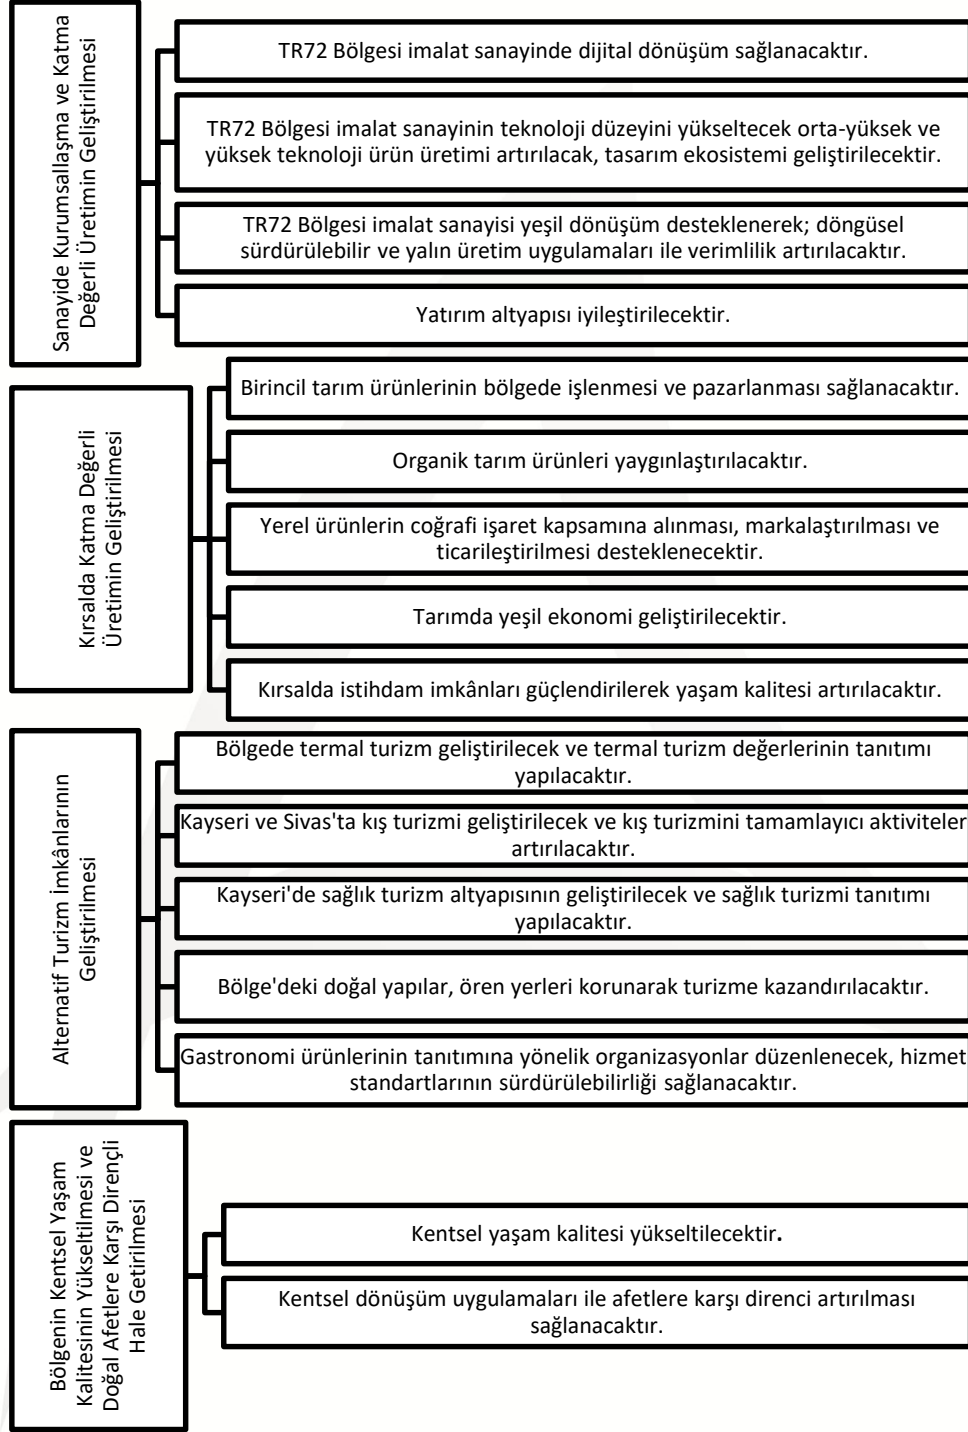 Sanayide Kurumsalaşma ve Katma
Değerli Üretimin Geliştirilmesi
TR72 Bölgesi imalat sanayinde dijital dönüşüm sağlanacaktır.
TR72 Bölgesi imalat sanayinin teknoloji düzeyini yükseltecek orta-yüksek ve
yüksek teknoloji ürün üretimi artırılacak, tasarım ekosistemi geliştirilecektir.
TR72 Bölgesi imalat sanayisi yeşil dönüşüm desteklenerek; döngüsel
sürdürülebilir ve yalın üretim uygulamaları ile verimlilik artırılacaktır.
Yatırım altyapısı iyileştirilecektir.
Kırsalda Katma Değerli
Üretimin Geliştirilmesi
Birincil tarım ürünlerinin bölgede işlenmesi ve pazarlanması sağlanacaktır.
Organik tarım ürünleri yaygınlaştırılacaktır.
Yerel ürünlerin coğrafi işaret kapsamına alınması, markalaştırılması ve
ticarileştirilmesi desteklenecektir.
Tarımda yeşil ekonomi geliştirilecektir.
Kırsalda istihdam imkânları güçlendirilerek yaşam kalitesi artırılacaktır.
Alternatif Turizm İmkânlarının
Geliştirilmesi
Bölgede termal turizm geliştirilecek ve termal turizm değerlerinin tanıtımı
yapılacaktır.
Kayseri ve Sivas'ta kış turizmi geliştirilecek ve kış turizmini tamamlayıcı aktiviteler
artırılacaktır.
Kayseri'de sağlık turizm altyapısının geliştirilecek ve sağlık turizmi tanıtımı
yapılacaktır.
Bölge'deki doğal yapılar, ören yerleri korunarak turizme kazandırılacaktır.
Gastronomi ürünlerinin tanıtımına yönelik organizasyonlar düzenlenecek, hizmet
standartlarının sürdürülebilirliği sağlanacaktır.
Bölgenin Kentsel Yaşam
Kalitesinin Yükseltilmesi ve
Doğal Afetlere Karşı Dirençli
Hale Getirilmesi
Kentsel yaşam kalitesi yükseltilecektir.
Kentsel dönüşüm uygulamaları ile afetlere karşı direnci artırılması
sağlanacaktır.